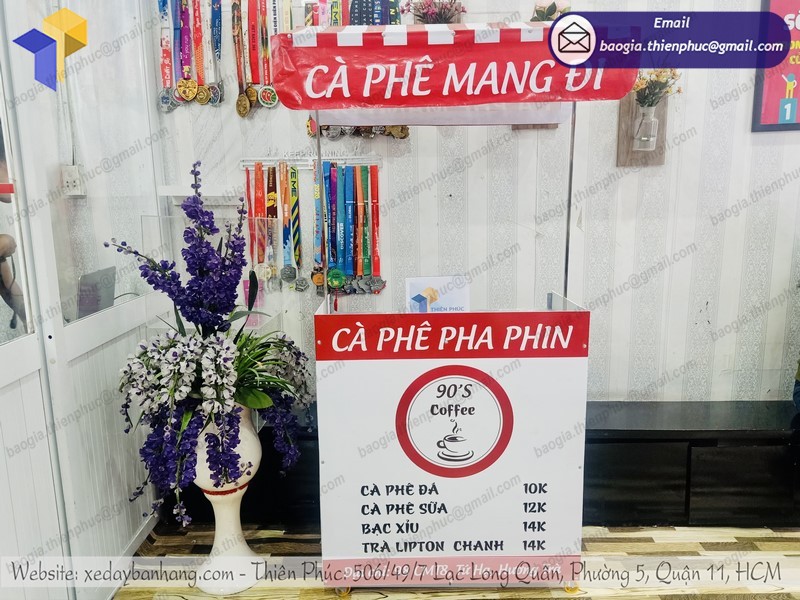 Email
baogia.thienphuc@gmail.com
CÀ PHÊ MANG ĐI
THIÊN PHÚC
CÀ PHÊ PHA PHIN
90'S
Coffee
CÀ PHÊ ĐÁ 10K
CÀ PHÊ SỮA 12K
BẠC XỈU 14K
TRÀ LIPTON CHANH 14K
Website: xedaybanhang.com - Thiên Phúc: 506/49/7 Lạc Long Quân, Phường 5, Quận 11, HCM